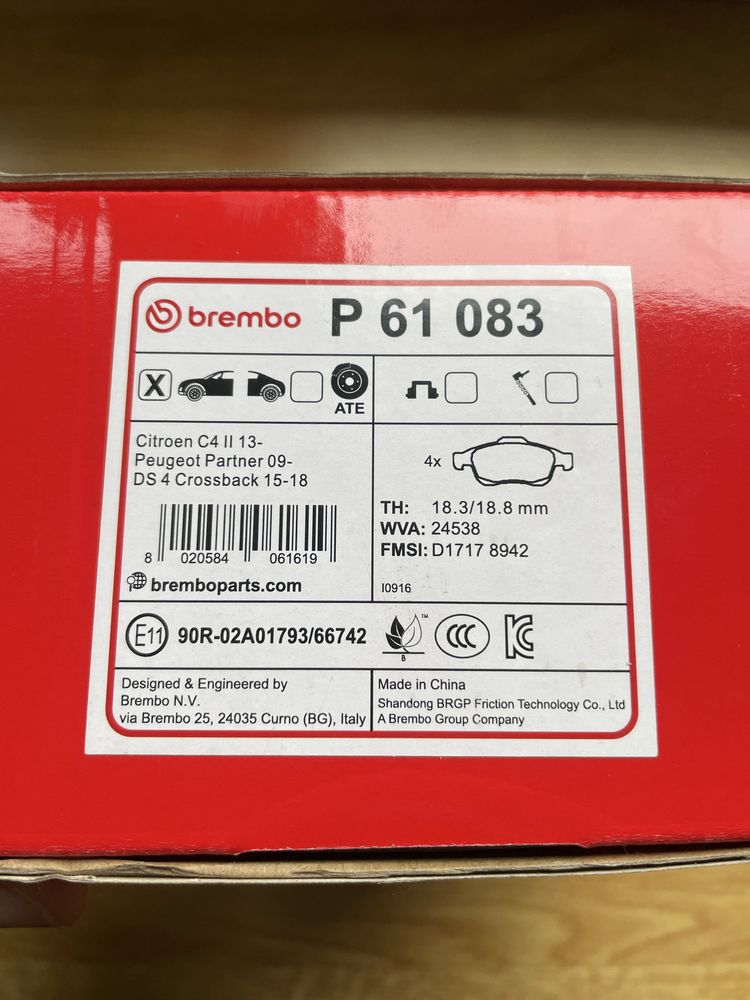 brembo P 61 083
X
ATE
Citroen C4 II 13-
Peugeot Partner 09-
DS 4 Crossback 15-18
8 020584 061619
bremboparts.com
4x
TH: 18.3/18.8 mm
WVA: 24538
FMSI: D1717 8942
I0916
E11 90R-02A01793/66742
B
TM
CCC
KC
Designed & Engineered by
Brembo N.V.
via Brembo 25, 24035 Curno (BG), Italy
Made in China
Shandong BRGP Friction Technology Co., Ltd
A Brembo Group Company